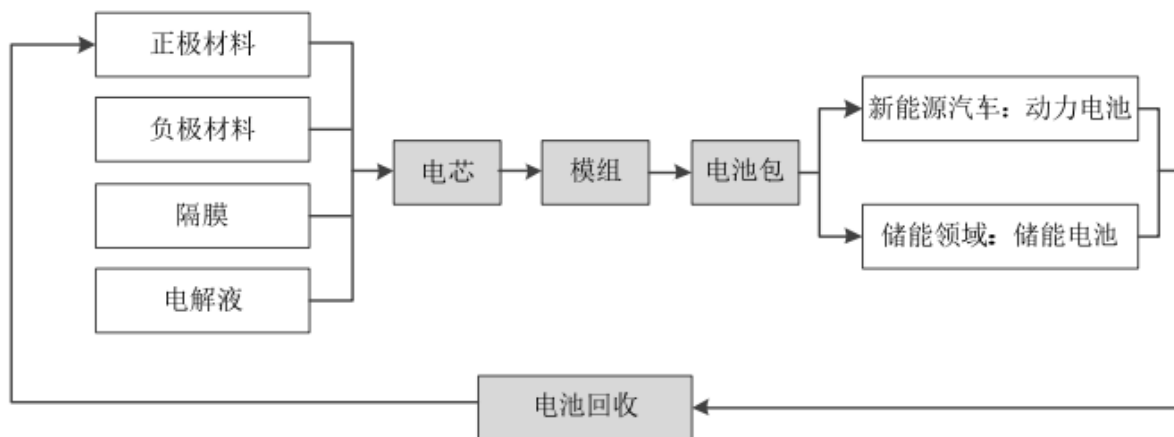 正极材料
负极材料
隔膜
电解液
电芯
模组
电池包
新能源汽车：动力电池
储能领域：储能电池
电池回收